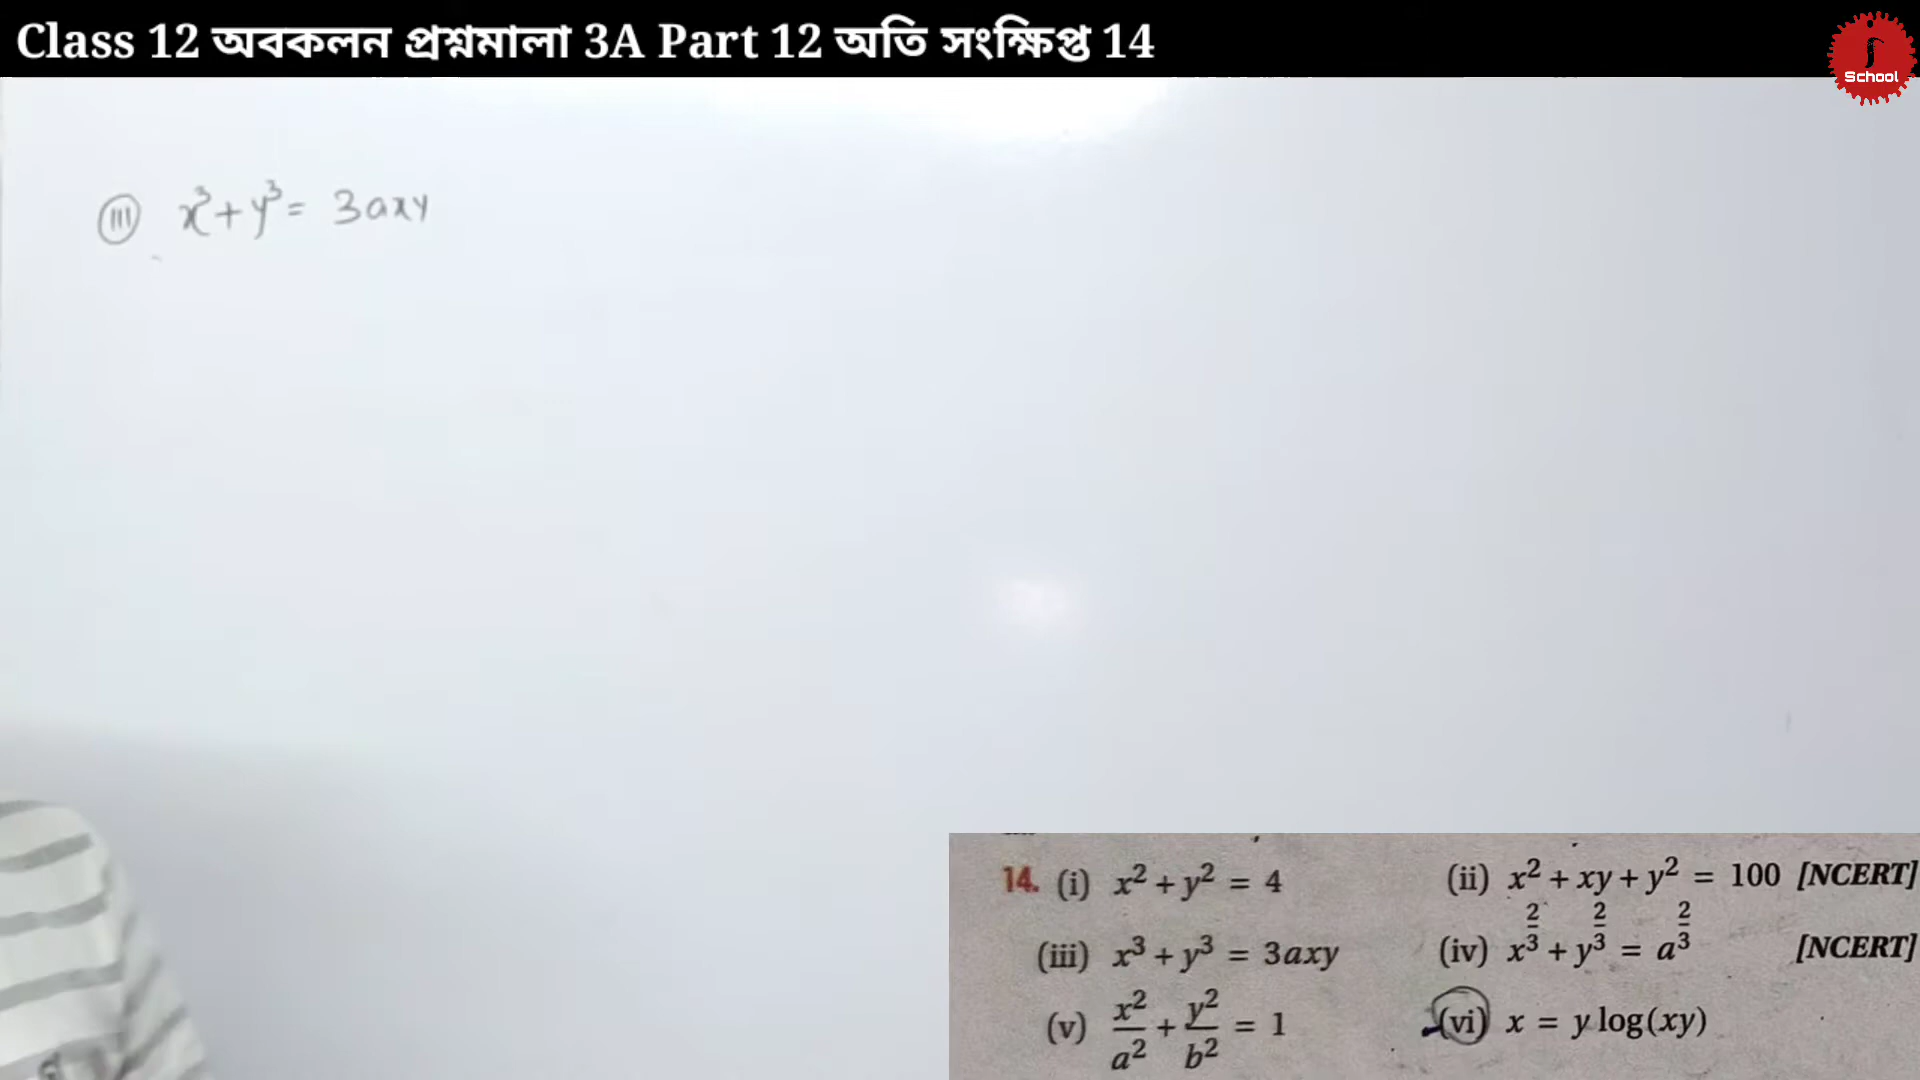 Class 12 অবকলন প্রশ্নমালা 3A Part 12 অতি সংক্ষিপ্ত 14
∫ School
(III) x³ + y³ = 3axy
14. (i) x² + y² = 4 (ii) x² + xy + y² = 100 [NCERT]
(iii) x³ + y³ = 3axy (iv) x^(2/3) + y^(2/3) = a^(2/3) [NCERT]
(v) x²/a² + y²/b² = 1 (vi) x = y log(xy)